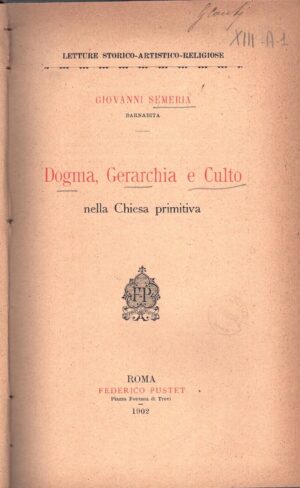 XIII-A-1
LETTURE STORICO-ARTISTICO-RELIGIOSE
GIOVANNI SEMERIA
BARNABITA
Dogma, Gerarchia e Culto
nella Chiesa primitiva
FP
ROMA
FEDERICO PUSTET
Piazza Fontana di Trevi
1902